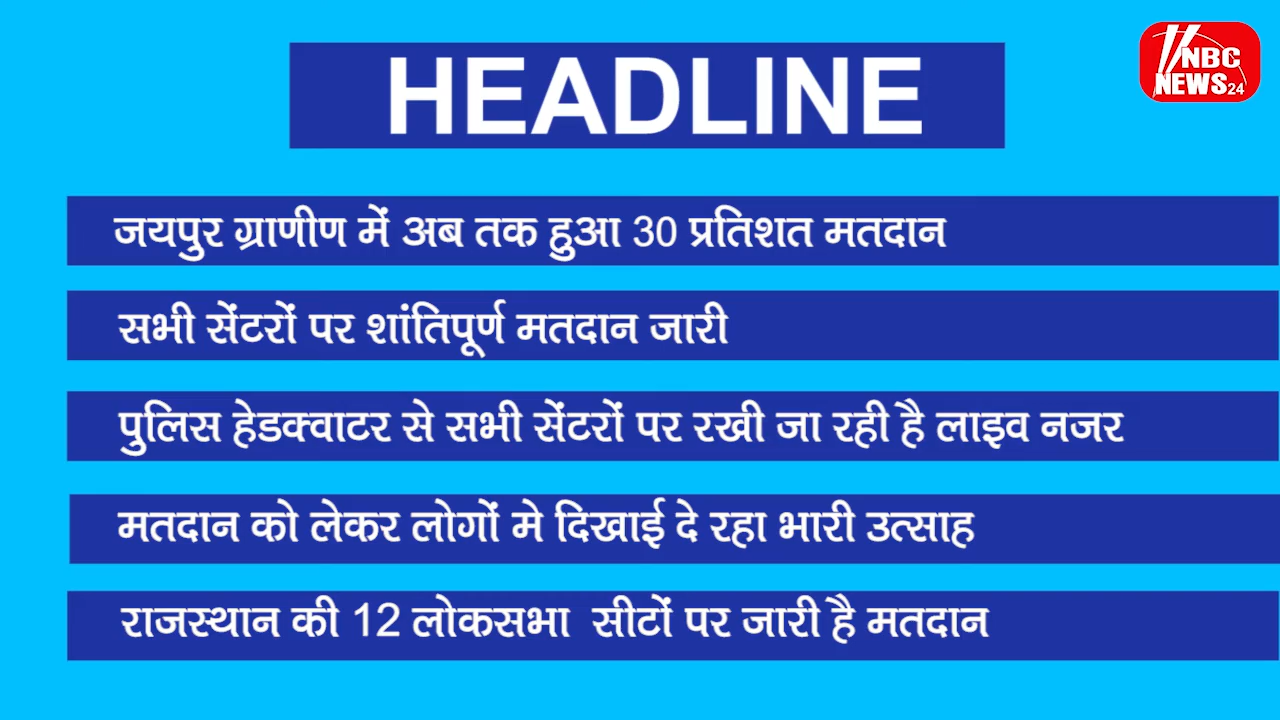 HEADLINE
NBC
NEWS24
जयपुर ग्राणीण में अब तक हुआ 30 प्रतिशत मतदान
सभी सेंटरों पर शांतिपूर्ण मतदान जारी
पुलिस हेडक्वाटर से सभी सेंटरों पर रखी जा रही है लाइव नजर
मतदान को लेकर लोगों मे दिखाई दे रहा भारी उत्साह
राजस्थान की 12 लोकसभा सीटों पर जारी है मतदान